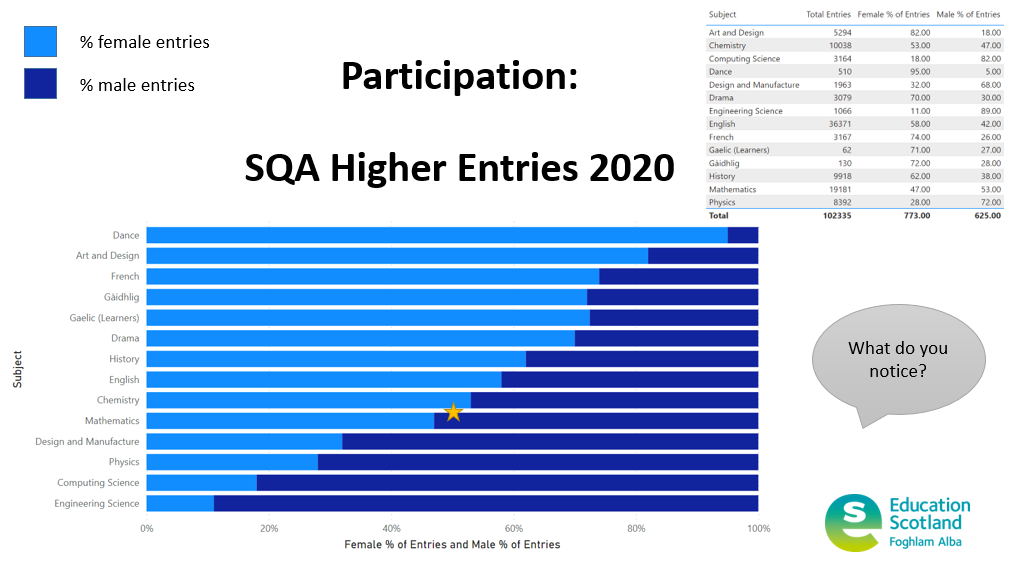 % female entries
% male entries
Participation:
SQA Higher Entries 2020
Subject Total Entries Female % of Entries Male % of Entries
Art and Design 5294 82.00 18.00
Chemistry 10038 53.00 47.00
Computing Science 3164 18.00 82.00
Dance 510 95.00 5.00
Design and Manufacture 1963 32.00 68.00
Drama 3079 70.00 30.00
Engineering Science 1066 11.00 89.00
English 36371 58.00 42.00
French 3167 74.00 26.00
Gaelic (Learners) 62 71.00 27.00
Gàidhlig 130 72.00 28.00
History 9918 62.00 38.00
Mathematics 19181 47.00 53.00
Physics 8392 28.00 72.00
Total 102335 773.00 625.00
Subject
Dance
Art and Design
French
Gàidhlig
Gaelic (Learners)
Drama
History
English
Chemistry
Mathematics
Design and Manufacture
Physics
Computing Science
Engineering Science
0% 20% 40% 60% 80% 100%
Female % of Entries and Male % of Entries
What do you
notice?
Education
Scotland
Foghlam Alba